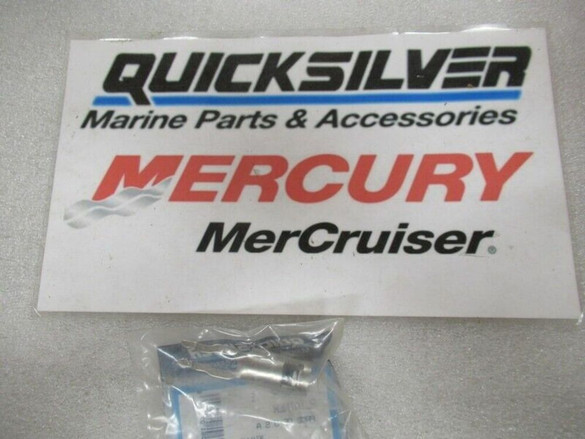 QUICKSILVER
Marine Parts & Accessories
MERCURY
MerCruiser®